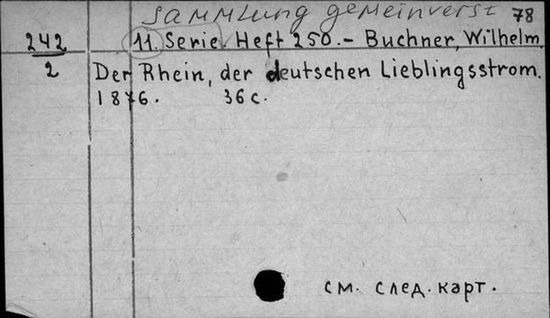 Sammlung gemeinverst 78
242 11. Serie, Heft 250. - Buchner, Wilhelm.
2 Der Rhein, der deutschen Lieblingsstrom.
1876. 36 с.
см. след. карт.